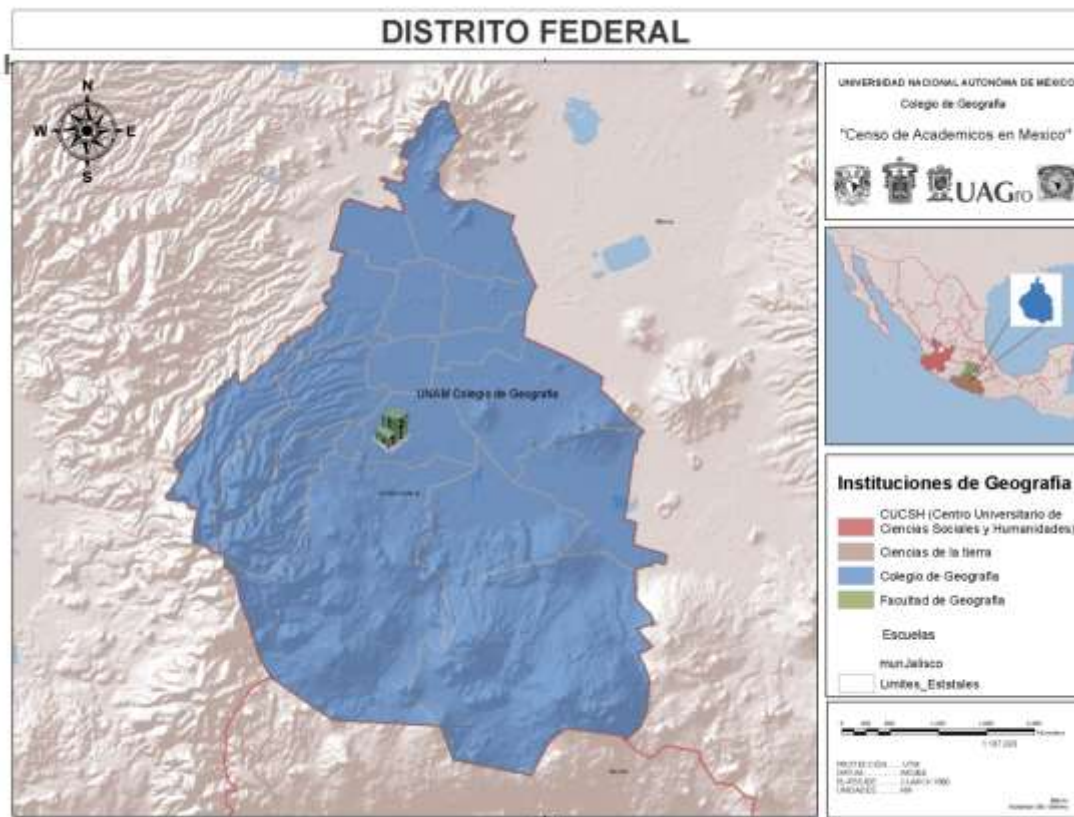 DISTRITO FEDERAL
N
W
E
S
UNAM Colegio de Geografia
UNIVERSIDAD NACIONAL AUTONOMA DE MEXICO
Colegio de Geografia
"Censo de Academicos en Mexico"
UAGro
Instituciones de Geografia
CUCSH (Centro Universitario de
Ciencias Sociales y Humanidades)
Ciencias de la tierra
Colegio de Geografia
Facultad de Geografia
Escuelas
munJalisco
Limites_Eststales